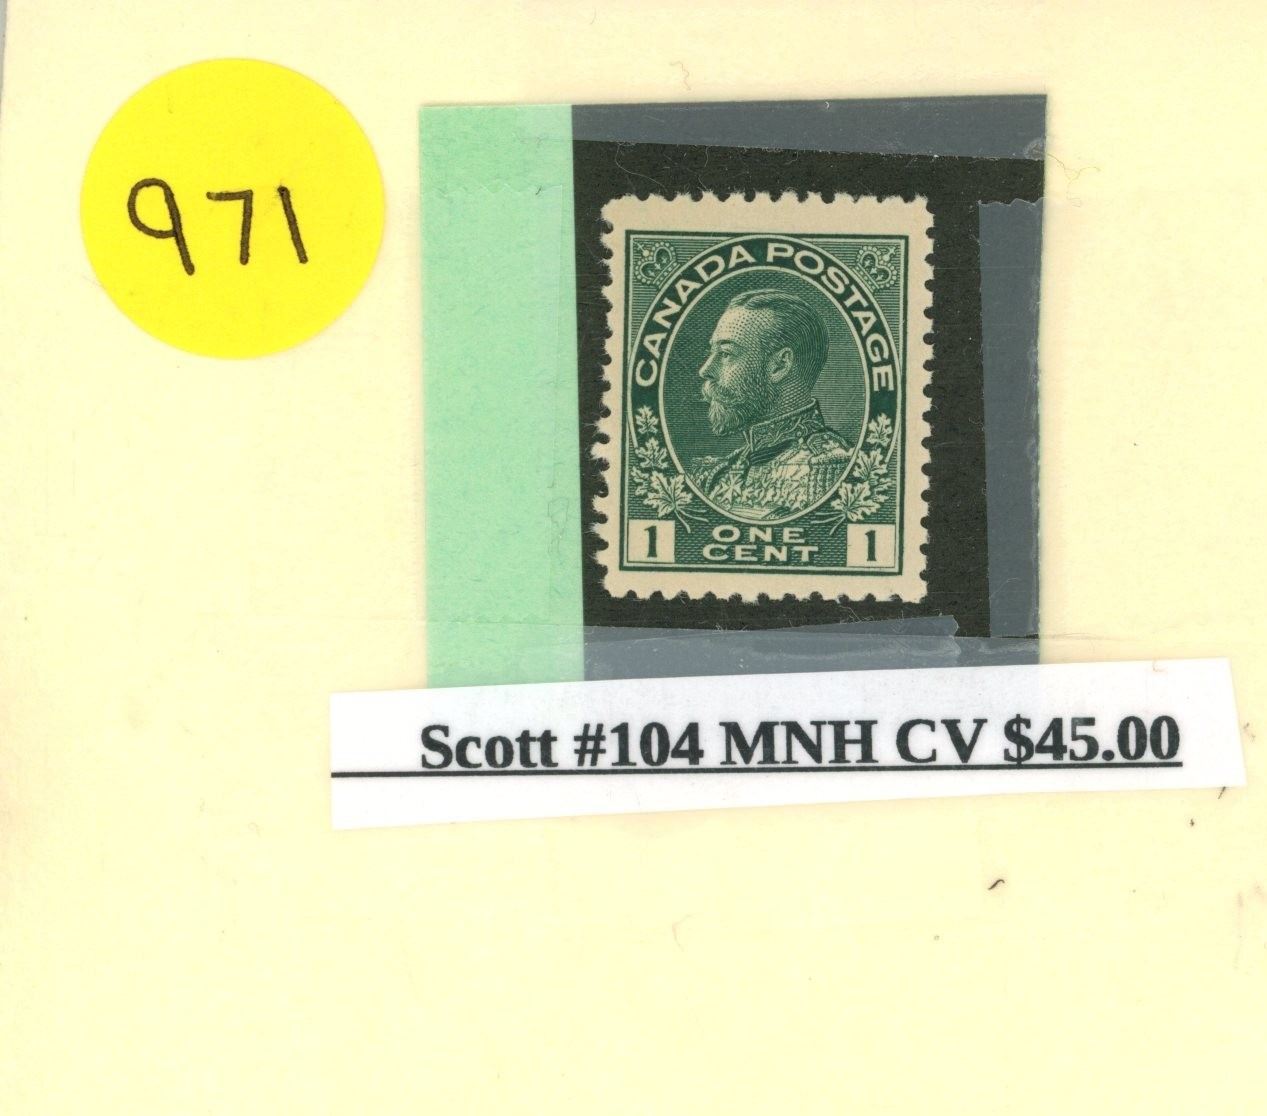 971
CANADA POSTAGE
1 ONE CENT 1
Scott #104 MNH CV $45.00